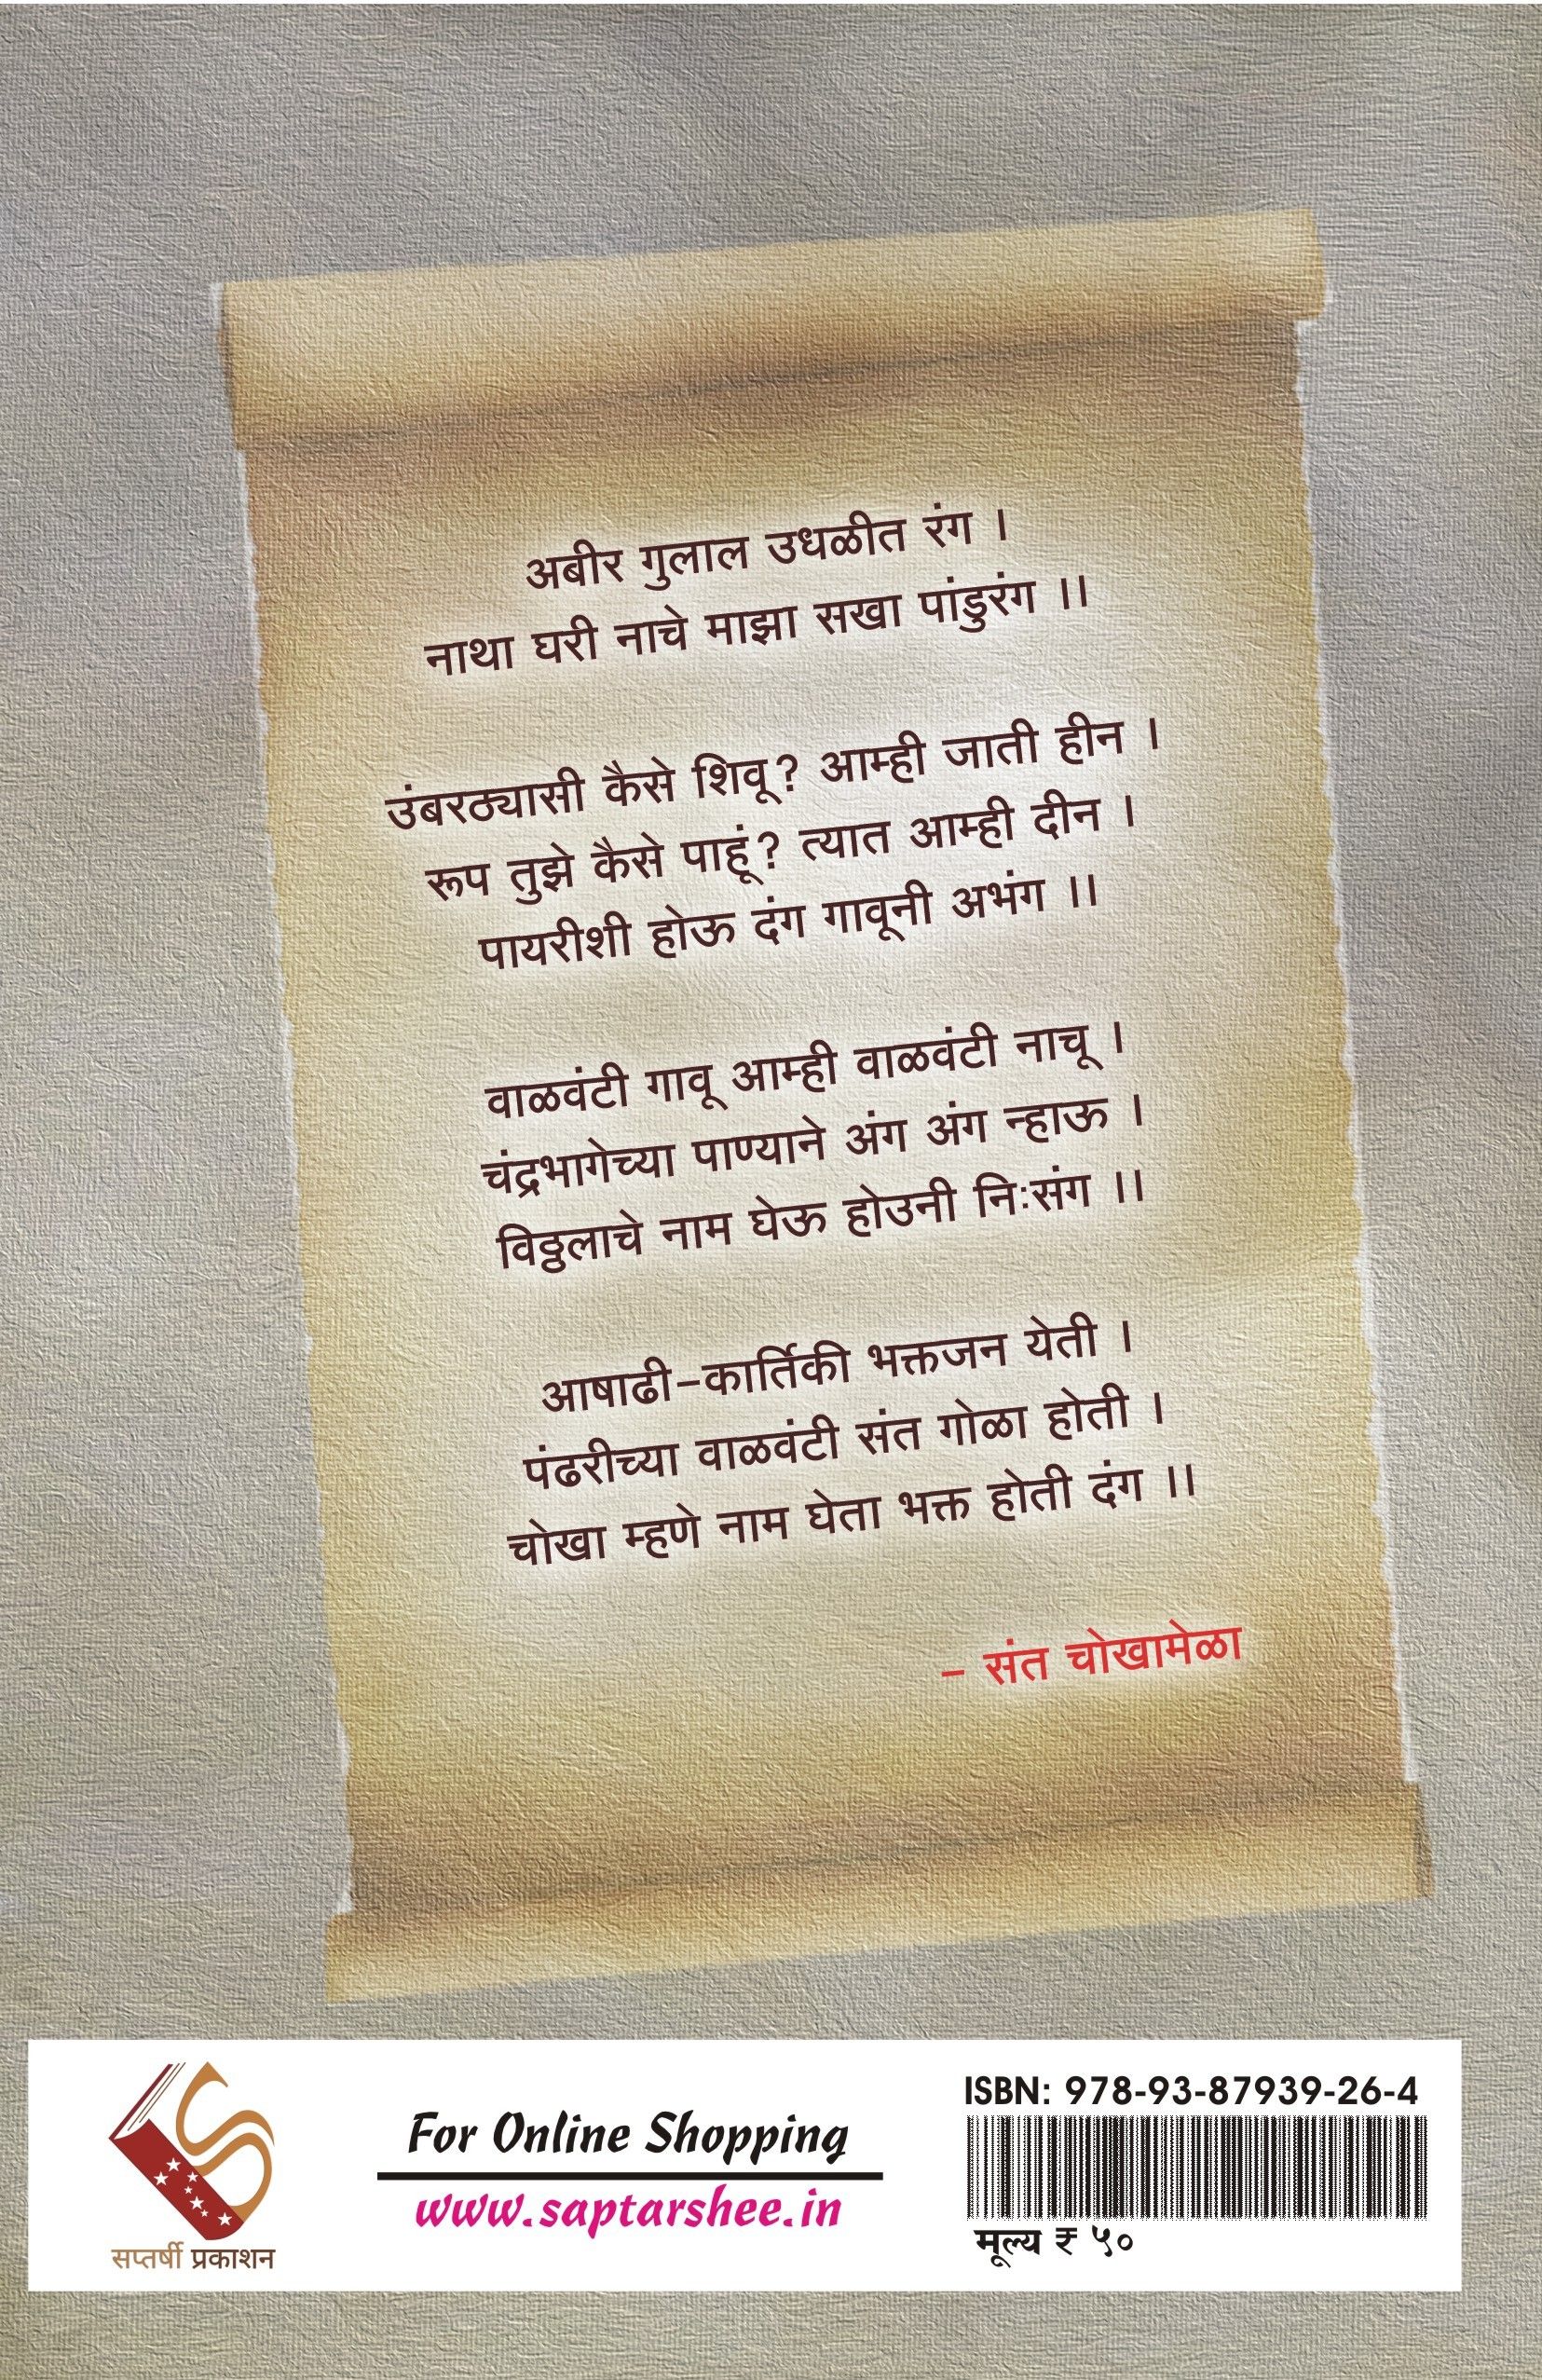 अबीर गुलाल उधळीत रंग ।
नाथा घरी नाचे माझा सखा पांडुरंग ।।
उंबरठ्यासी कैसे शिवू? आम्ही जाती हीन ।
रूप तुझे कैसे पाहूं? त्यात आम्ही दीन ।
पायरीशी होऊ दंग गावूनी अभंग ।।
वाळवंटी गावू आम्ही वाळवंटी नाचू ।
चंद्रभागेच्या पाण्याने अंग अंग न्हाऊ ।
विठ्ठलाचे नाम घेऊ होउनी निःसंग ।।
आषाढी-कार्तिकी भक्तजन येती ।
पंढरीच्या वाळवंटी संत गोळा होती ।
चोखा म्हणे नाम घेता भक्त होती दंग ।।
- संत चोखामेळा
सप्तर्षी प्रकाशन
For Online Shopping
www.saptarshee.in
ISBN: 978-93-87939-26-4
मूल्य ₹ ५०